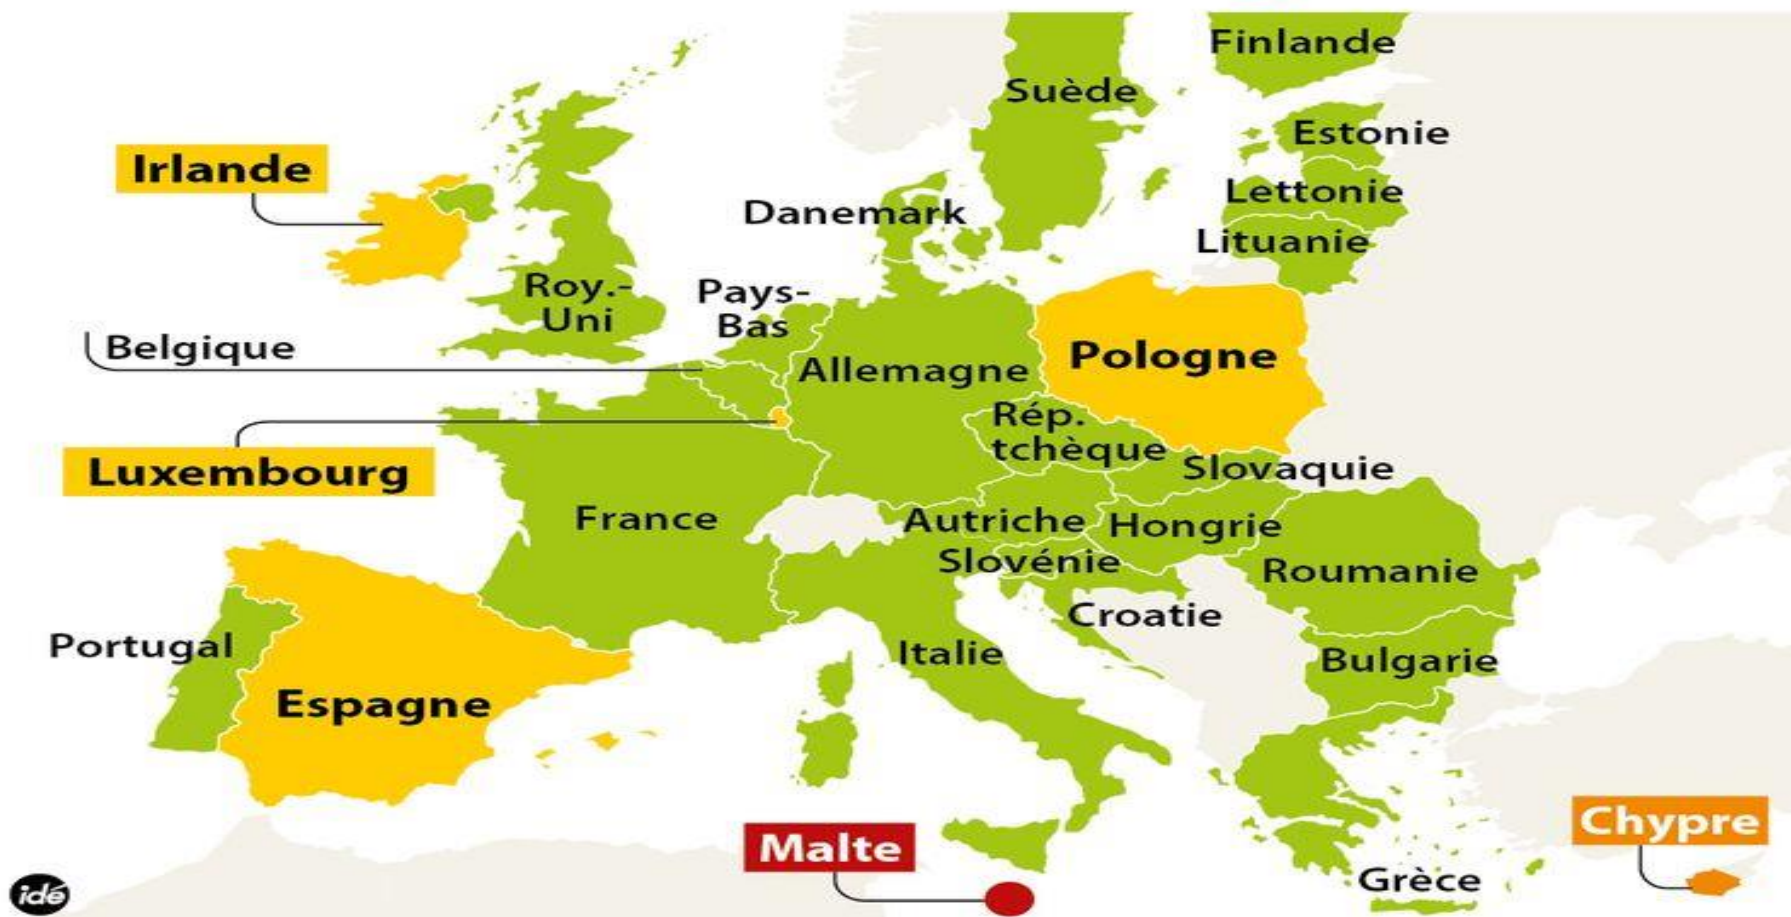 Finlande
Suède
Estonie
Irlande
Lettonie
Danemark
Lituanie
Roy.-
Uni
Pays-
Bas
Belgique
Pologne
Allemagne
Rép.
tchèque
Luxembourg
Slovaquie
France
Autriche
Hongrie
Slovénie
Roumanie
Croatie
Portugal
Italie
Bulgarie
Espagne
Malte
Chypre
Grèce
idé